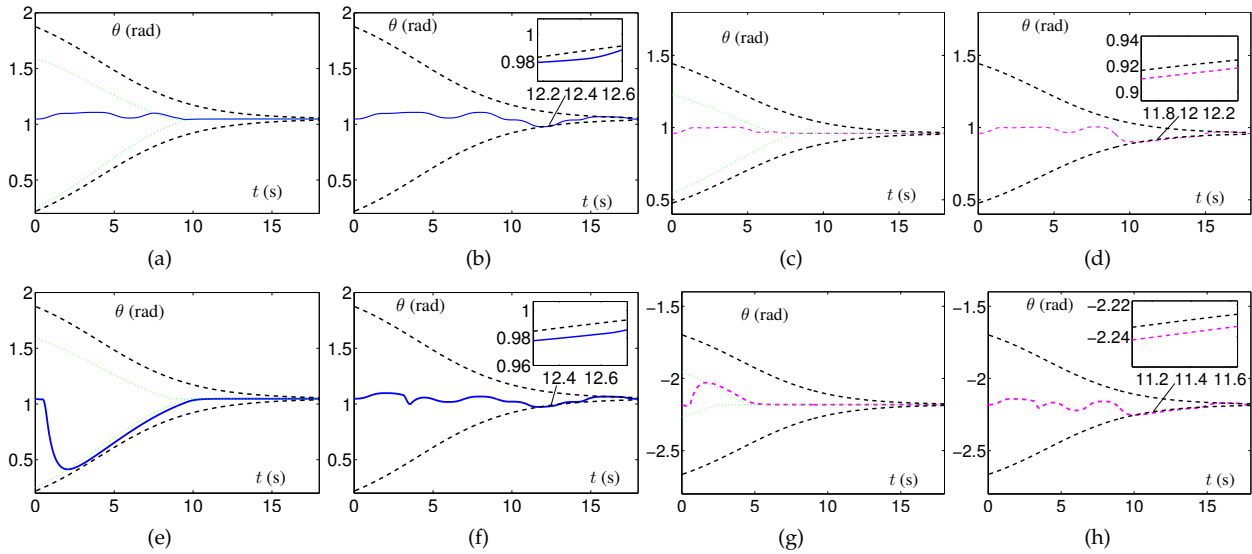 2
1.5
1
0.5
θ (rad)
t (s)
0 5 10 15
(a)
2
1.5
1
0.5
θ (rad)
1
0.98
12.2 12.4 12.6
t (s)
0 5 10 15
(b)
1.5
1
0.5
θ (rad)
t (s)
0 5 10 15
(c)
1.5
1
0.5
θ (rad)
0.94
0.92
0.9
11.8 12 12.2
t (s)
0 5 10 15
(d)
2
1.5
1
0.5
θ (rad)
t (s)
0 5 10 15
(e)
2
1.5
1
0.5
θ (rad)
1
0.98
0.96
12.4 12.6
t (s)
0 5 10 15
(f)
−1.5
−2
−2.5
θ (rad)
t (s)
0 5 10 15
(g)
−1.5
−2
−2.5
θ (rad)
−2.22
−2.24
11.2 11.4 11.6
t (s)
0 5 10 15
(h)